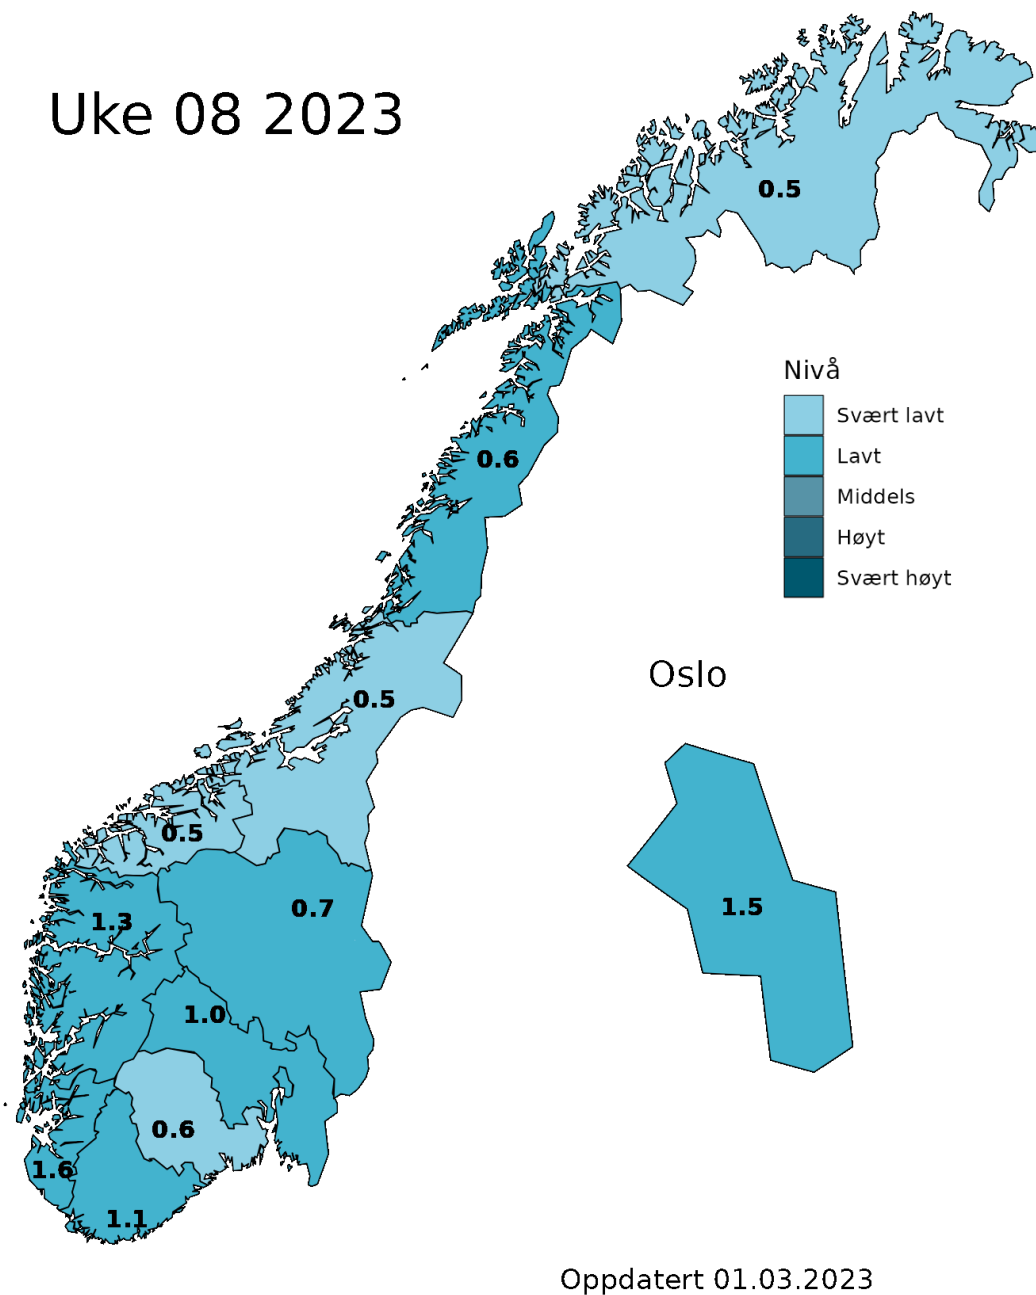 Uke 08 2023
0.5
Nivå
Svært lavt
Lavt
Middels
Høyt
Svært høyt
0.6
Oslo
0.5
0.5
0.7
1.3
1.5
1.0
0.6
1.6
1.1
Oppdatert 01.03.2023